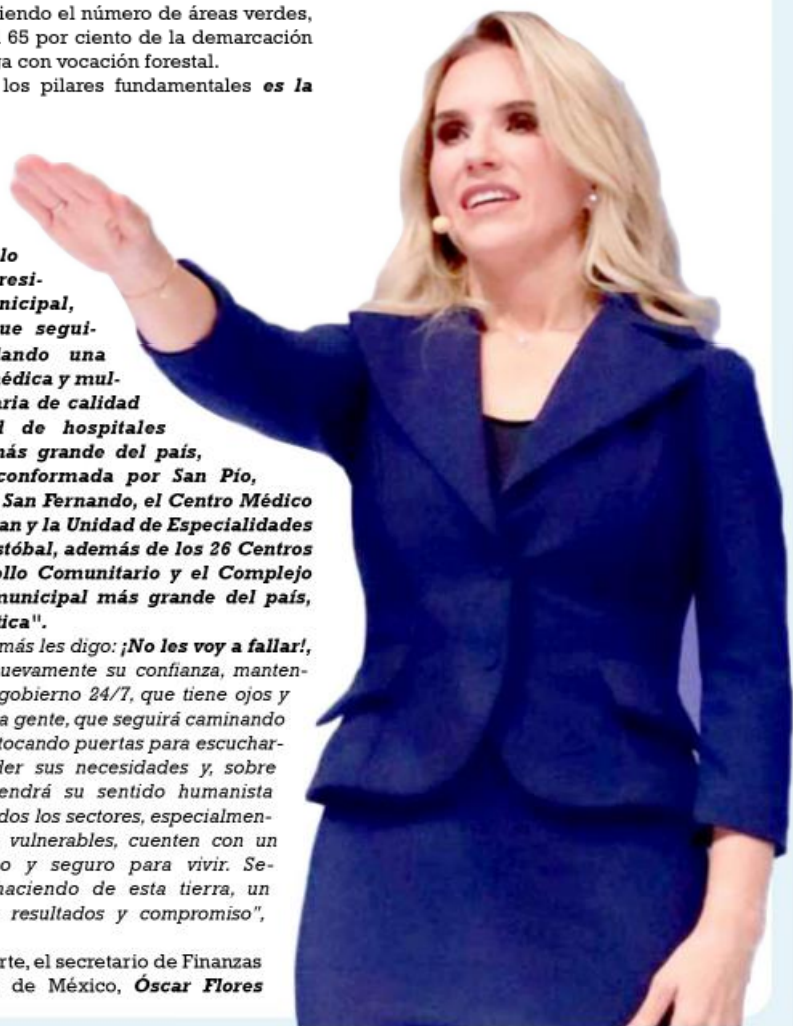 iendo el número de áreas verdes,
65 por ciento de la demarcación
ga con vocación forestal.
los pilares fundamentales es la
lo
resi-
nicipal,
ue segui-
ando una
édica y mul-
aria de calidad
d de hospitales
más grande del país,
conformada por San Pío,
San Fernando, el Centro Médico
an y la Unidad de Especialidades
stóbal, además de los 26 Centros
ollo Comunitario y el Complejo
municipal más grande del país,
tica".
más les digo: ¡No les voy a fallar!,
uevamente su confianza, manten-
gobierno 24/7, que tiene ojos y
a gente, que seguirá caminando
tocando puertas para escuchar-
der sus necesidades y, sobre
endrá su sentido humanista
dos los sectores, especialmen-
vulnerables, cuenten con un
o y seguro para vivir. Se-
haciendo de esta tierra, un
resultados y compromiso",
rte, el secretario de Finanzas
de México, Óscar Flores